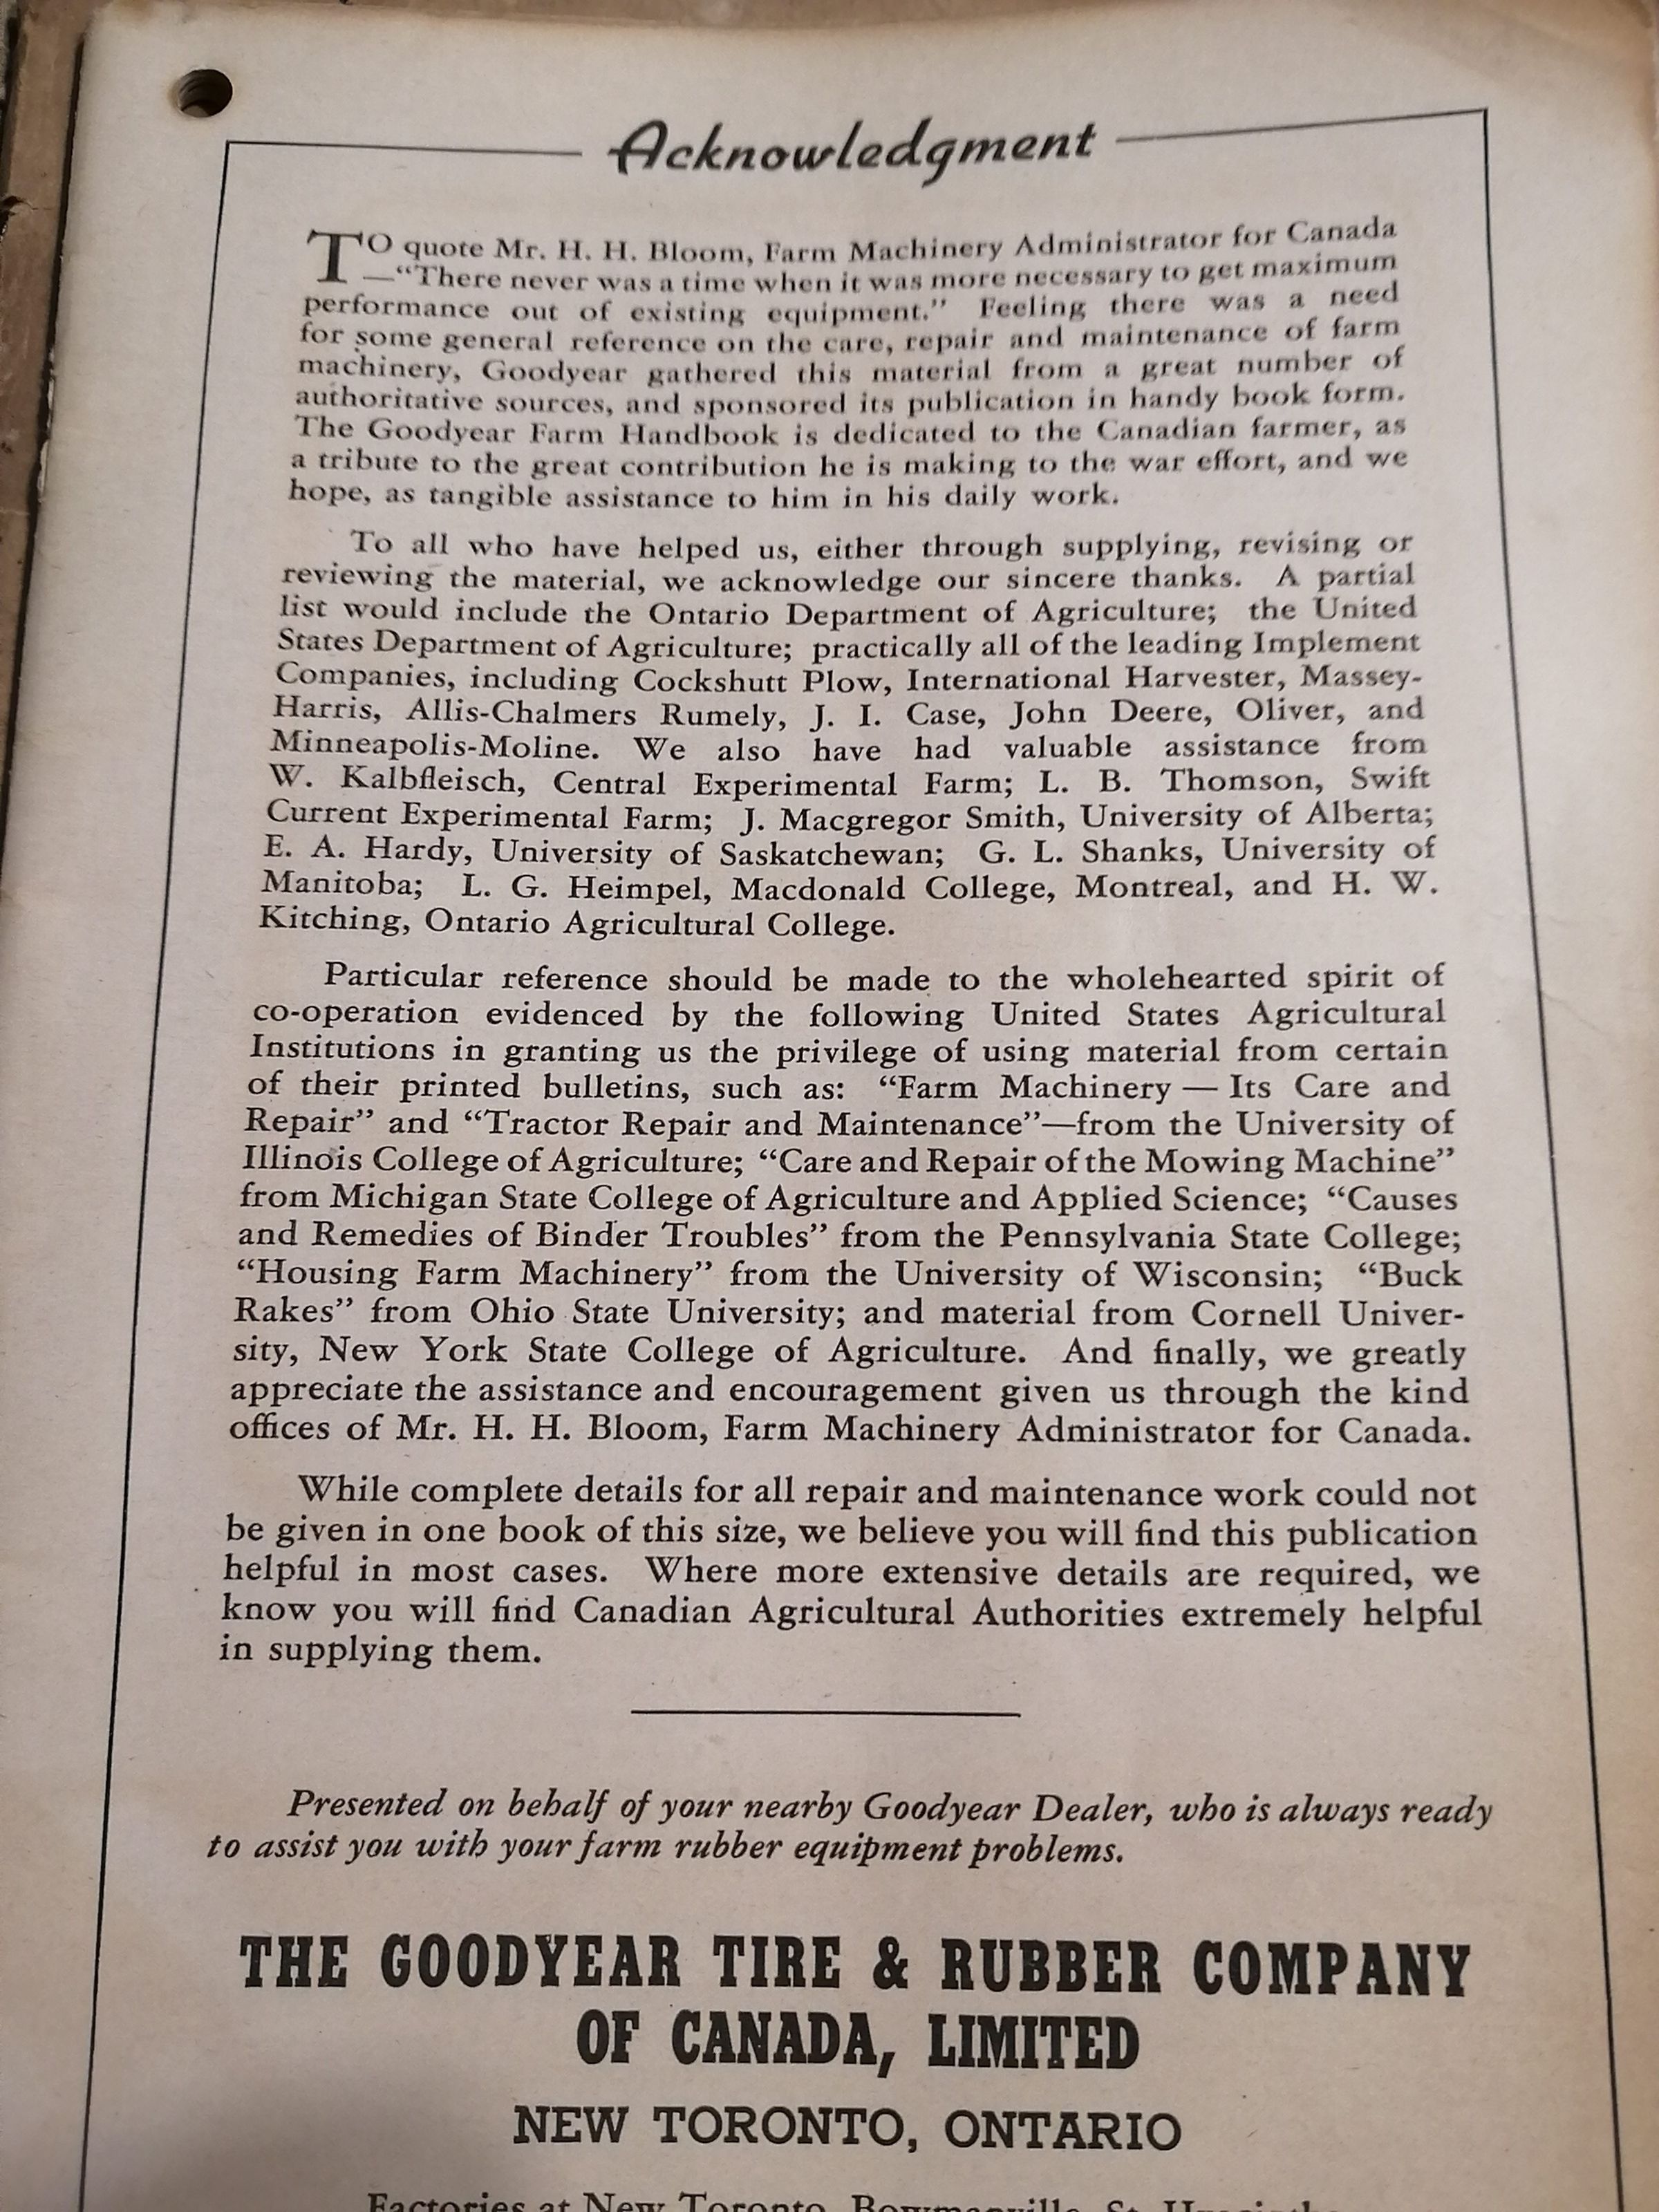 Acknowledgment
TO quote Mr. H. H. Bloom, Farm Machinery Administrator for Canada
—“There never was a time when it was more necessary to get maximum
performance out of existing equipment.” Feeling there was a need
for some general reference on the care, repair and maintenance of farm
machinery, Goodyear gathered this material from a great number of
authoritative sources, and sponsored its publication in handy book form.
The Goodyear Farm Handbook is dedicated to the Canadian farmer, as
a tribute to the great contribution he is making to the war effort, and we
hope, as tangible assistance to him in his daily work.
To all who have helped us, either through supplying, revising or
reviewing the material, we acknowledge our sincere thanks. A partial
list would include the Ontario Department of Agriculture; the United
States Department of Agriculture; practically all of the leading Implement
Companies, including Cockshutt Plow, International Harvester, Massey-
Harris, Allis-Chalmers Rumely, J. I. Case, John Deere, Oliver, and
Minneapolis-Moline. We also have had valuable assistance from
W. Kalbfleisch, Central Experimental Farm; L. B. Thomson, Swift
Current Experimental Farm; J. Macgregor Smith, University of Alberta;
E. A. Hardy, University of Saskatchewan; G. L. Shanks, University of
Manitoba; L. G. Heimpel, Macdonald College, Montreal, and H. W.
Kitching, Ontario Agricultural College.
Particular reference should be made to the wholehearted spirit of
co-operation evidenced by the following United States Agricultural
Institutions in granting us the privilege of using material from certain
of their printed bulletins, such as: “Farm Machinery — Its Care and
Repair” and “Tractor Repair and Maintenance”—from the University of
Illinois College of Agriculture; “Care and Repair of the Mowing Machine”
from Michigan State College of Agriculture and Applied Science; “Causes
and Remedies of Binder Troubles” from the Pennsylvania State College;
“Housing Farm Machinery” from the University of Wisconsin; “Buck
Rakes” from Ohio State University; and material from Cornell Univer-
sity, New York State College of Agriculture. And finally, we greatly
appreciate the assistance and encouragement given us through the kind
offices of Mr. H. H. Bloom, Farm Machinery Administrator for Canada.
While complete details for all repair and maintenance work could not
be given in one book of this size, we believe you will find this publication
helpful in most cases. Where more extensive details are required, we
know you will find Canadian Agricultural Authorities extremely helpful
in supplying them.
Presented on behalf of your nearby Goodyear Dealer, who is always ready
to assist you with your farm rubber equipment problems.
THE GOODYEAR TIRE & RUBBER COMPANY
OF CANADA, LIMITED
NEW TORONTO, ONTARIO
Factories at New Toronto, Bowmanville, St. Hyacinthe